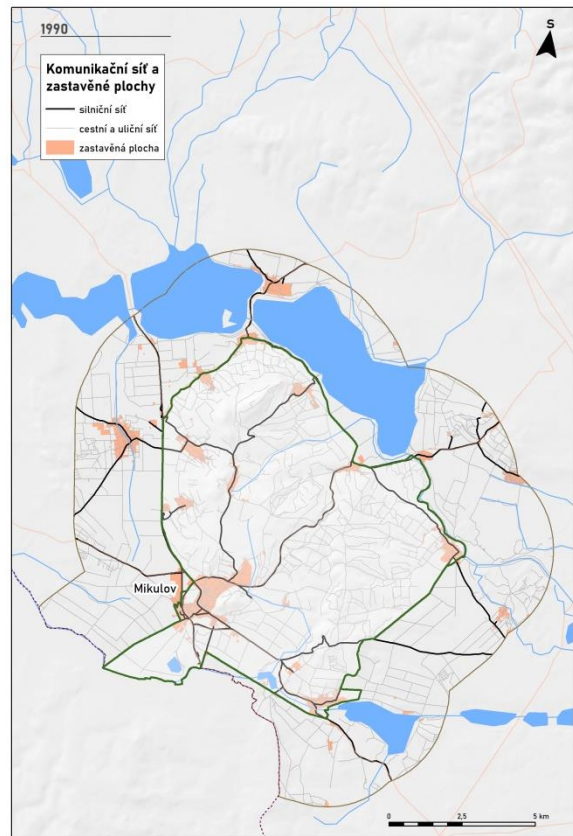 1990
S
Komunikační síť a
zastavěné plochy
silniční síť
cestní a uliční síť
zastavěná plocha
Mikulov
0 2,5 5 km